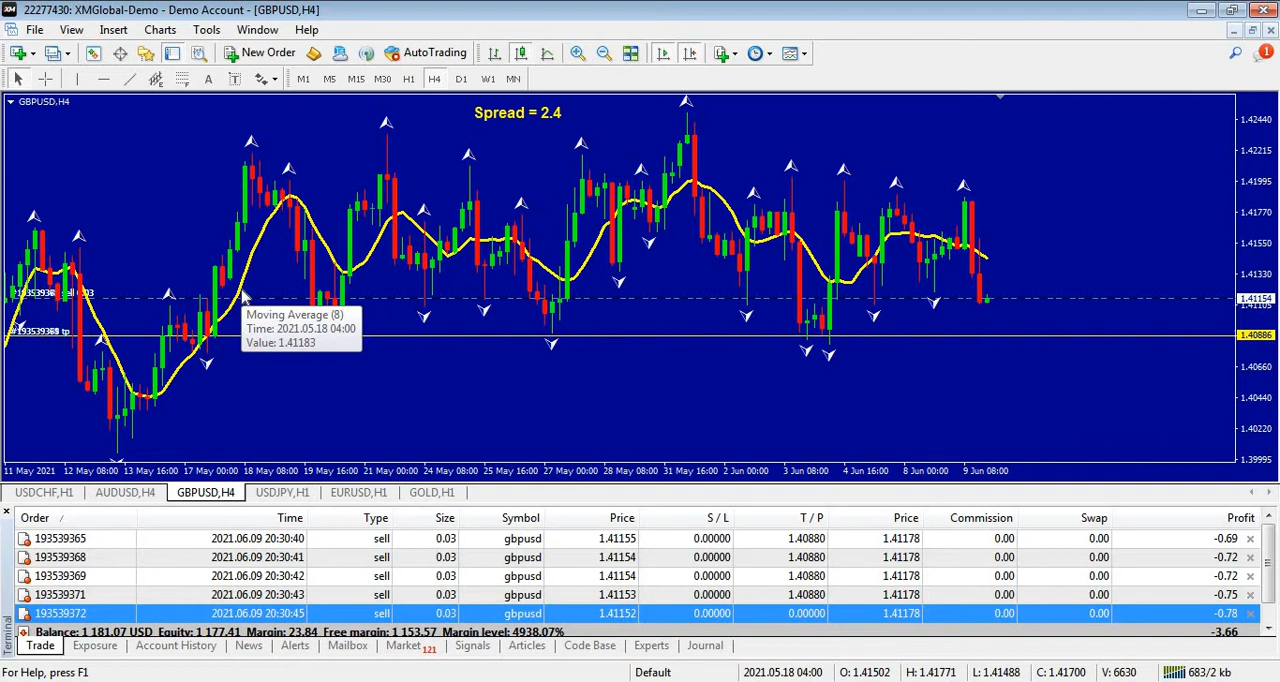 22277430: XMGlobal-Demo - Demo Account - [GBPUSD,H4]
File View Insert Charts Tools Window Help
New Order AutoTrading
A T M1 M5 M15 M30 H1 H4 D1 W1 MN
1
GBPUSD,H4
Spread = 2.4
1.42440
1.42215
1.41995
1.41770
1.41550
1.41330
1.41154
1.40886
1.40660
1.40440
1.40220
1.39995
Moving Average (8)
Time: 2021.05.18 04:00
Value: 1.41183
11 May 2021 12 May 08:00 13 May 16:00 17 May 00:00 18 May 08:00 19 May 16:00 21 May 00:00 24 May 08:00 25 May 16:00 27 May 00:00 28 May 08:00 31 May 16:00 2 Jun 00:00 3 Jun 08:00 4 Jun 16:00 8 Jun 00:00 9 Jun 08:00
USDCHF,H1 AUDUSD,H4 GBPUSD,H4 USDJPY,H1 EURUSD,H1 GOLD,H1
Order / Time Type Size Symbol Price S / L T / P Price Commission Swap Profit
193539365 2021.06.09 20:30:40 sell 0.03 gbpusd 1.41155 0.00000 1.40880 1.41178 0.00 0.00 -0.69
193539368 2021.06.09 20:30:41 sell 0.03 gbpusd 1.41154 0.00000 1.40880 1.41178 0.00 0.00 -0.72
193539369 2021.06.09 20:30:42 sell 0.03 gbpusd 1.41154 0.00000 1.40880 1.41178 0.00 0.00 -0.72
193539371 2021.06.09 20:30:43 sell 0.03 gbpusd 1.41153 0.00000 1.40880 1.41178 0.00 0.00 -0.75
193539372 2021.06.09 20:30:45 sell 0.03 gbpusd 1.41152 0.00000 0.00000 1.41178 0.00 0.00 -0.78
Balance: 1 181.07 USD Equity: 1 177.41 Margin: 23.84 Free margin: 1 153.57 Margin level: 4938.07% -3.66
Terminal
Trade Exposure Account History News Alerts Mailbox Market 121 Signals Articles Code Base Experts Journal
For Help, press F1 Default 2021.05.18 04:00 O: 1.41502 H: 1.41771 L: 1.41488 C: 1.41700 V: 6630 683/2 kb